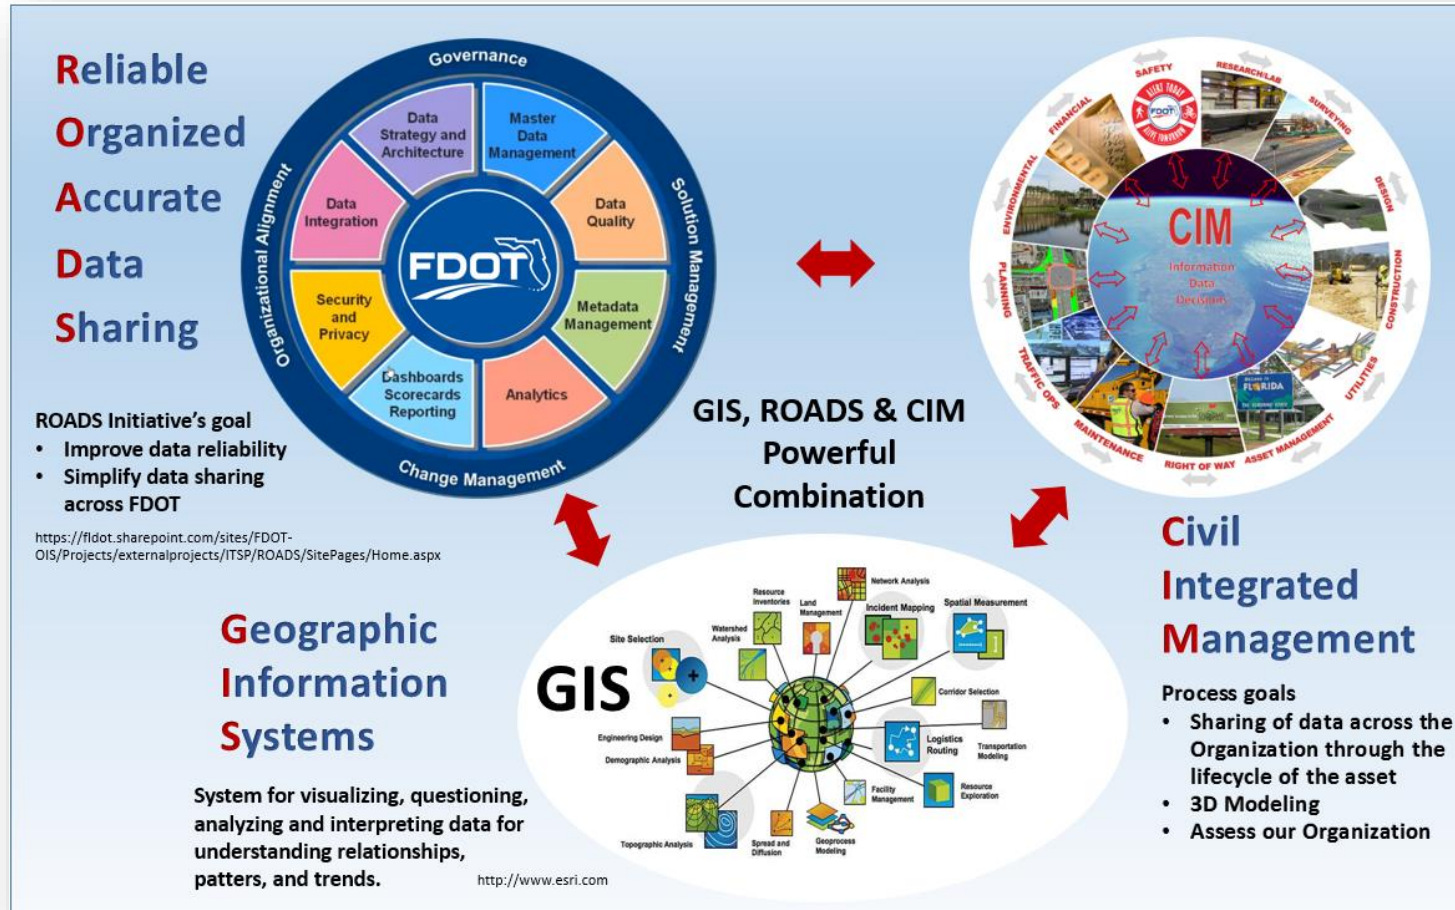 Reliable
Organized
Accurate
Data
Sharing
ROADS Initiative’s goal
• Improve data reliability
• Simplify data sharing
across FDOT
https://fldot.sharepoint.com/sites/FDOT-
OIS/Projects/externalprojects/ITSP/ROADS/SitePages/Home.aspx
Governance
Organizational Alignment
Solution Management
Change Management
Data
Strategy and
Architecture
Master
Data
Management
Data
Integration
Data
Quality
FDOT
Security
and
Privacy
Metadata
Management
Dashboards
Scorecards
Reporting
Analytics
GIS, ROADS & CIM
Powerful
Combination
SAFETY
RESEARCH/LAB
SURVEYING
DESIGN
CONSTRUCTION
UTILITIES
ASSET MANAGEMENT
RIGHT OF WAY
MAINTENANCE
TRAFFIC OPS
PLANNING
ENVIRONMENTAL
FINANCIAL
ALERT TODAY
FDOT
ALIVE TOMORROW
CIM
Information
Data
Decisions
FLORIDA
Civil
Integrated
Management
Process goals
• Sharing of data across the
Organization through the
lifecycle of the asset
• 3D Modeling
• Assess our Organization
Geographic
Information
Systems
System for visualizing, questioning,
analyzing and interpreting data for
understanding relationships,
patters, and trends.
http://www.esri.com
GIS
Site Selection
Watershed
Analysis
Resource
Inventories
Land
Management
Network Analysis
Incident Mapping
Spatial Measurement
Corridor Selection
Transportation
Modeling
Logistics
Routing
Resource
Exploration
Facility
Management
Geoprocess
Modeling
Spread and
Diffusion
Topographic Analysis
Demographic Analysis
Engineering Design